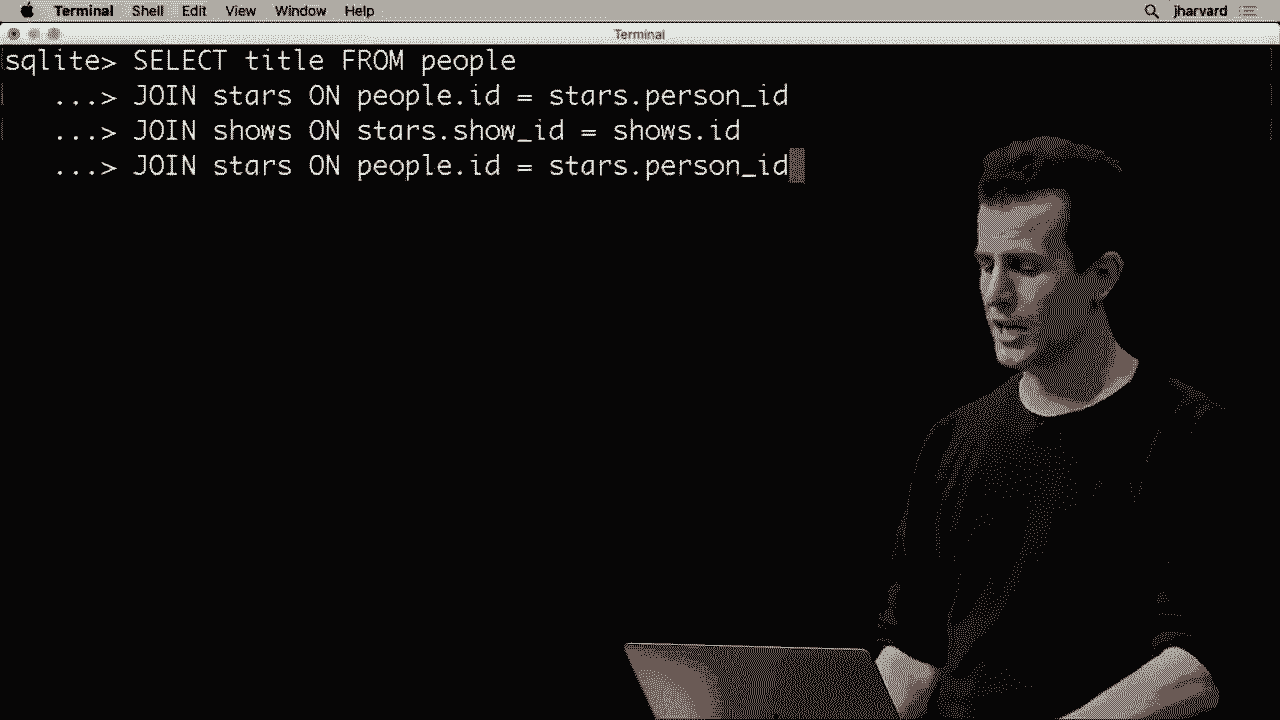 Terminal Shell Edit View Window Help jharvard
Terminal
sqlite> SELECT title FROM people
...> JOIN stars ON people.id = stars.person_id
...> JOIN shows ON stars.show_id = shows.id
...> JOIN stars ON people.id = stars.person_id